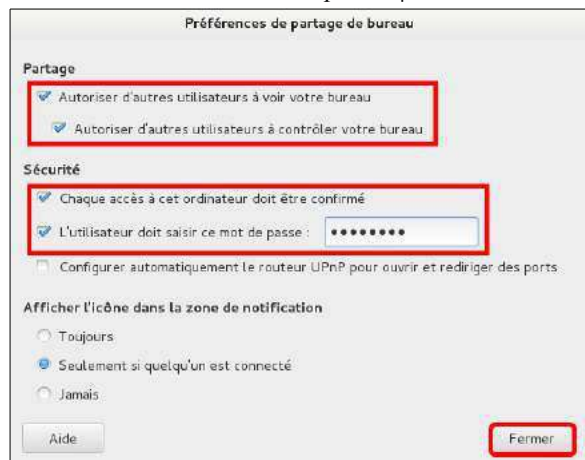 Préférences de partage de bureau
Partage
Autoriser d'autres utilisateurs à voir votre bureau
Autoriser d'autres utilisateurs à contrôler votre bureau
Sécurité
Chaque accès à cet ordinateur doit être confirmé
L'utilisateur doit saisir ce mot de passe : ●●●●●●●●
Configurer automatiquement le routeur UPnP pour ouvrir et rediriger des ports
Afficher l'icône dans la zone de notification
Toujours
Seulement si quelqu'un est connecté
Jamais
Aide Fermer